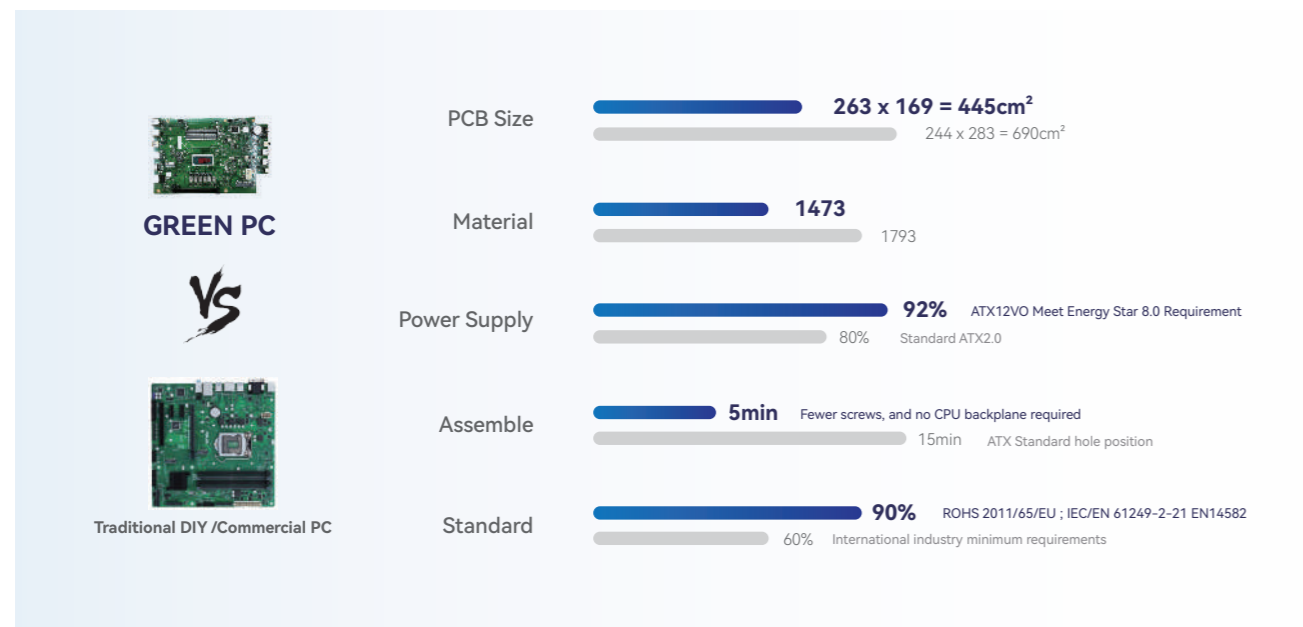 PCB Size
263 x 169 = 445cm²
244 x 283 = 690cm²
GREEN PC
Material
1473
1793
VS
Power Supply
92% ATX12VO Meet Energy Star 8.0 Requirement
80% Standard ATX2.0
Assemble
5min Fewer screws, and no CPU backplane required
15min ATX Standard hole position
Traditional DIY /Commercial PC
Standard
90% ROHS 2011/65/EU ; IEC/EN 61249-2-21 EN14582
60% International industry minimum requirements